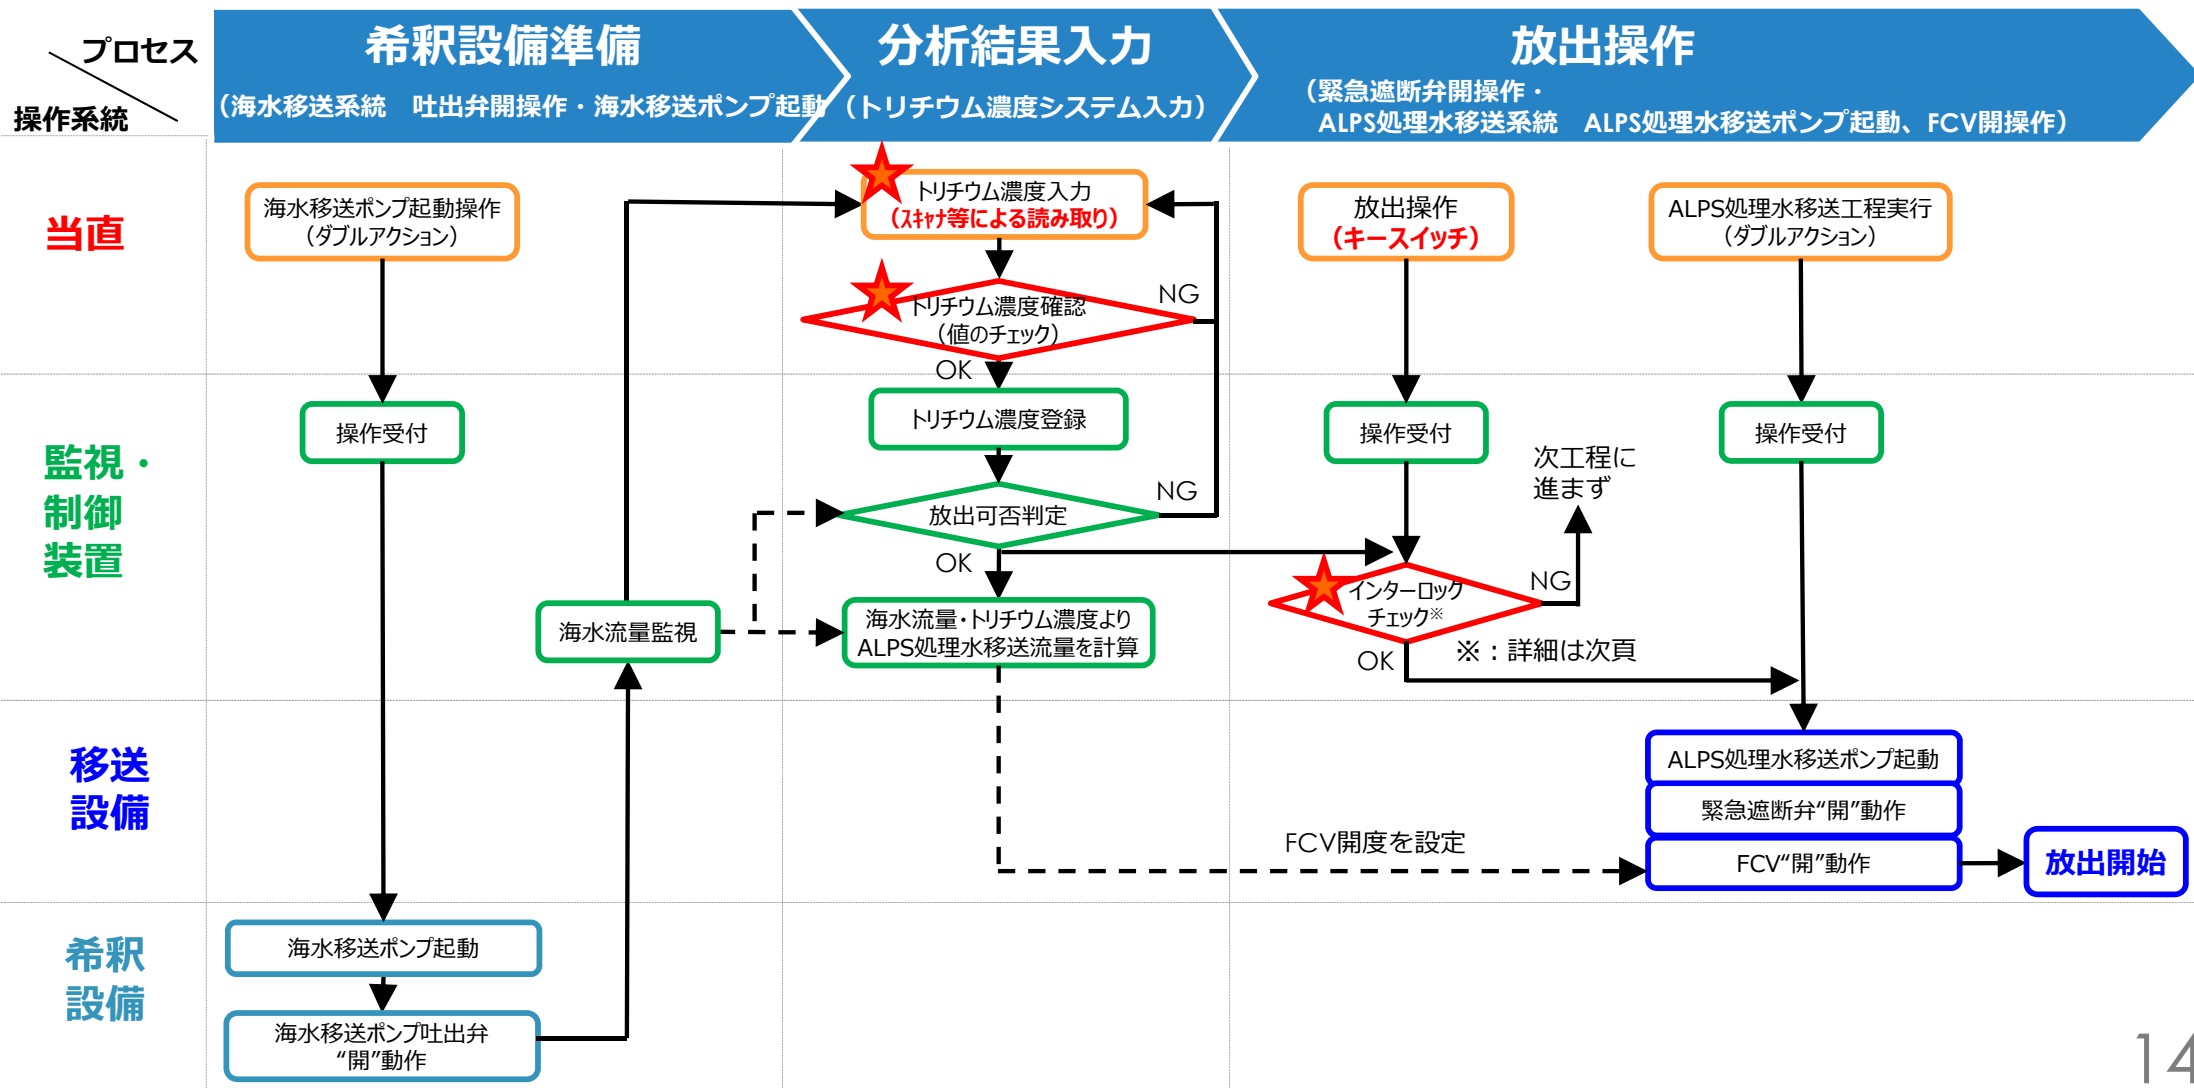 プロセス
操作系統
希釈設備準備
（海水移送系統　吐出弁開操作・海水移送ポンプ起動
分析結果入力
（トリチウム濃度システム入力）
放出操作
（緊急遮断弁開操作・
ALPS処理水移送系統　ALPS処理水移送ポンプ起動、FCV開操作）
当直
海水移送ポンプ起動操作
（ダブルアクション）
トリチウム濃度入力
（ｽｷｬﾅ等による読み取り）
トリチウム濃度確認
（値のチェック）
NG
OK
放出操作
（キースイッチ）
ALPS処理水移送工程実行
（ダブルアクション）
監視・
制御
装置
操作受付
海水流量監視
トリチウム濃度登録
放出可否判定
NG
OK
海水流量・トリチウム濃度より
ALPS処理水移送流量を計算
操作受付
インターロック
チェック※
NG
OK
次工程に
進まず
※：詳細は次頁
操作受付
移送
設備
FCV開度を設定
ALPS処理水移送ポンプ起動
緊急遮断弁“開”動作
FCV“開”動作
放出開始
希釈
設備
海水移送ポンプ起動
海水移送ポンプ吐出弁
“開”動作
14